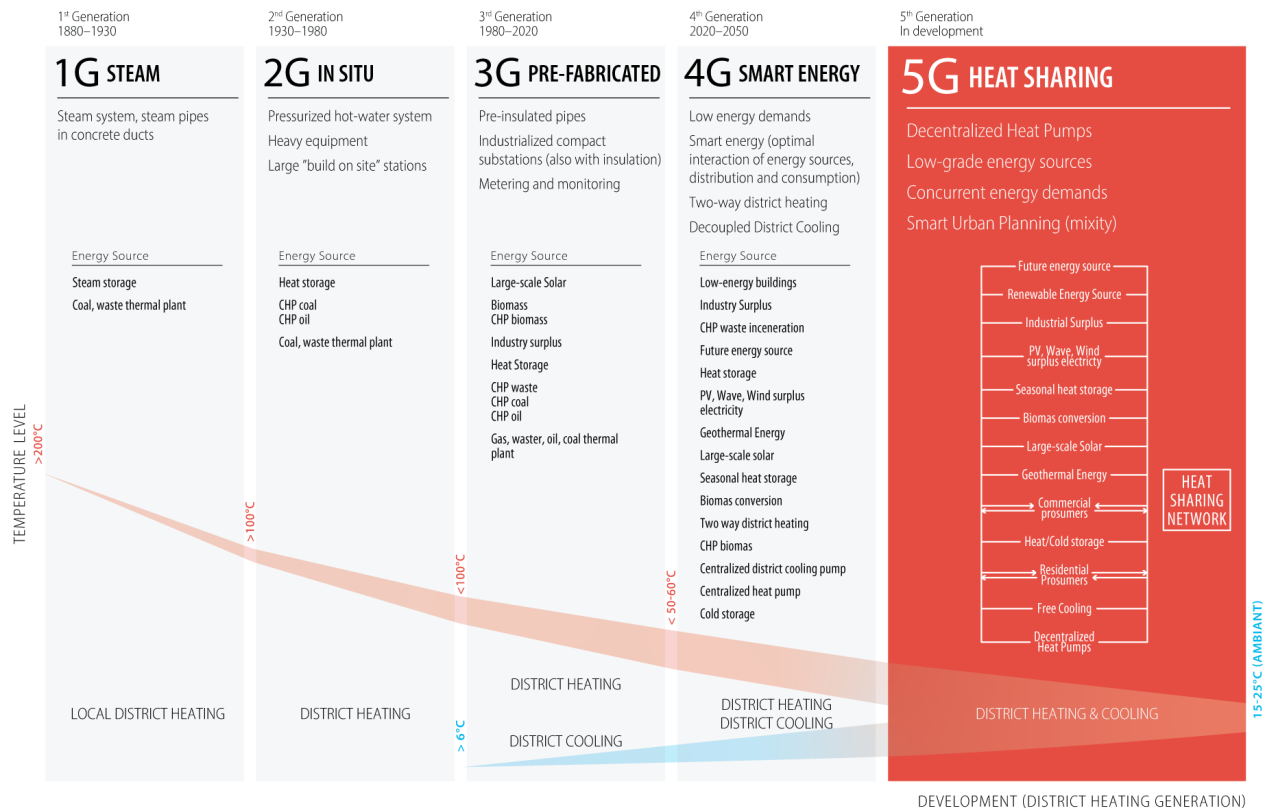 1st Generation
1880–1930
2nd Generation
1930–1980
3rd Generation
1980–2020
4th Generation
2020–2050
5th Generation
In development
1G STEAM
Steam system, steam pipes
in concrete ducts
Energy Source
Steam storage
Coal, waste thermal plant
2G IN SITU
Pressurized hot-water system
Heavy equipment
Large "build on site" stations
Energy Source
Heat storage
CHP coal
CHP oil
Coal, waste thermal plant
3G PRE-FABRICATED
Pre-insulated pipes
Industrialized compact
substations (also with insulation)
Metering and monitoring
Energy Source
Large-scale Solar
Biomass
CHP biomass
Industry surplus
Heat Storage
CHP waste
CHP coal
CHP oil
Gas, waster, oil, coal thermal
plant
4G SMART ENERGY
Low energy demands
Smart energy (optimal
interaction of energy sources,
distribution and consumption)
Two-way district heating
Decoupled District Cooling
Energy Source
Low-energy buildings
Industry Surplus
CHP waste inceneration
Future energy source
Heat storage
PV, Wave, Wind surplus
electricity
Geothermal Energy
Large-scale solar
Seasonal heat storage
Biomas conversion
Two way district heating
CHP biomas
Centralized district cooling pump
Centralized heat pump
Cold storage
5G HEAT SHARING
Decentralized Heat Pumps
Low-grade energy sources
Concurrent energy demands
Smart Urban Planning (mixity)
Future energy source
Renewable Energy Source
Industrial Surplus
PV, Wave, Wind
surplus electricty
Seasonal heat storage
Biomas conversion
Large-scale Solar
Geothermal Energy
Commercial
prosumers
Heat/Cold storage
Residential
Prosumers
Free Cooling
Decentralized
Heat Pumps
HEAT
SHARING
NETWORK
TEMPERATURE LEVEL
>200°C
>100°C
<100°C
< 50-60°C
> 6°C
15-25°C (AMBIANT)
LOCAL DISTRICT HEATING
DISTRICT HEATING
DISTRICT HEATING
DISTRICT COOLING
DISTRICT HEATING
DISTRICT COOLING
DISTRICT HEATING & COOLING
DEVELOPMENT (DISTRICT HEATING GENERATION)